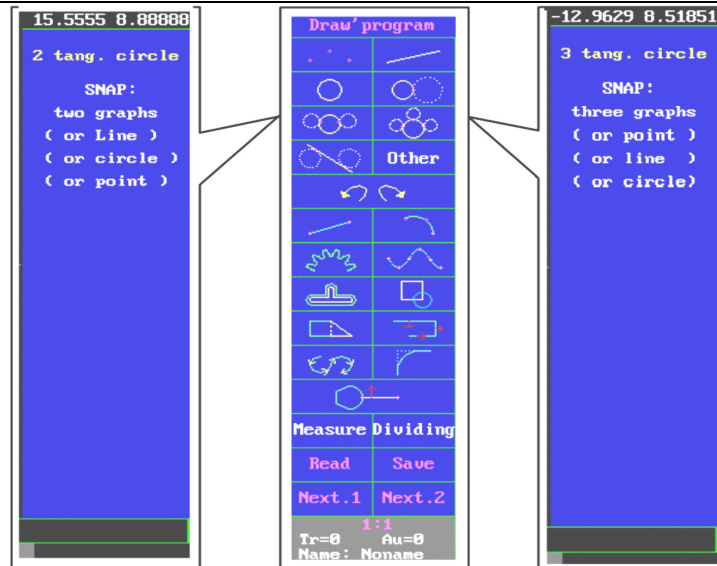 15.5555 8.88888
2 tang. circle
SNAP:
two graphs
( or Line )
( or circle )
( or point )
Draw'program
Other
Measure Dividing
Read Save
Next.1 Next.2
1:1
Tr=0 Au=0
Name: Noname
-12.9629 8.51851
3 tang. circle
SNAP:
three graphs
( or point )
( or line )
( or circle)